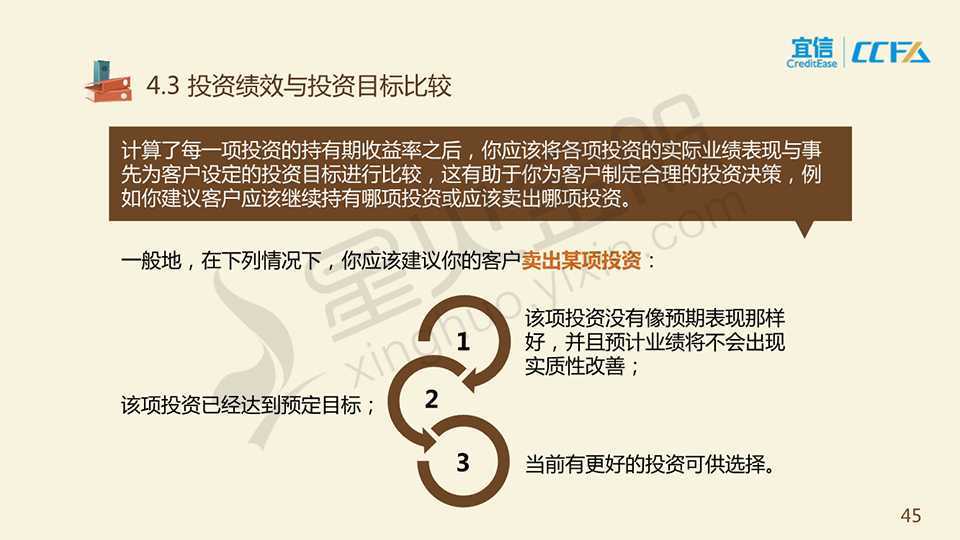 宜信
CreditEase
CCFA
4.3 投资绩效与投资目标比较
计算了每一项投资的持有期收益率之后，你应该将各项投资的实际业绩表现与事
先为客户设定的投资目标进行比较，这有助于你为客户制定合理的投资决策，例
如你建议客户应该继续持有哪项投资或应该卖出哪项投资。
一般地，在下列情况下，你应该建议你的客户卖出某项投资：
1
该项投资没有像预期表现那样
好，并且预计业绩将不会出现
实质性改善；
该项投资已经达到预定目标；
2
3
当前有更好的投资可供选择。
星火金服
xinghuo.yixin.com
45